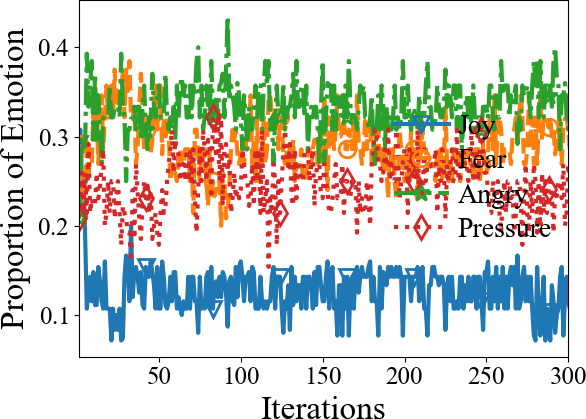 Proportion of Emotion
0.4
0.3
0.2
0.1
Joy
Fear
Angry
Pressure
50 100 150 200 250 300
Iterations